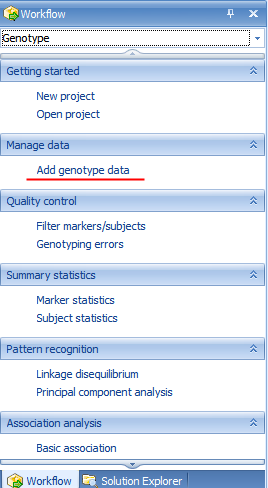 Workflow
Genotype
Getting started
New project
Open project
Manage data
Add genotype data
Quality control
Filter markers/subjects
Genotyping errors
Summary statistics
Marker statistics
Subject statistics
Pattern recognition
Linkage disequilibrium
Principal component analysis
Association analysis
Basic association
Workflow Solution Explorer